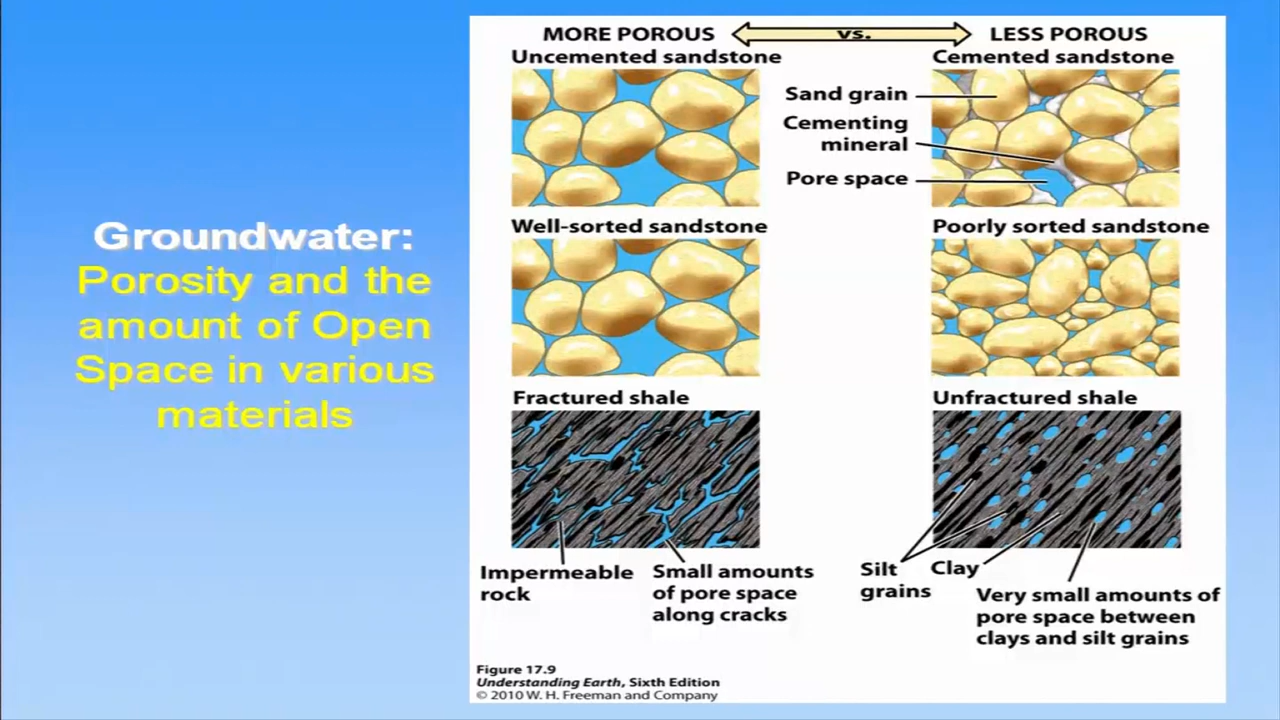 Groundwater:
Porosity and the
amount of Open
Space in various
materials
MORE POROUS vs. LESS POROUS
Uncemented sandstone
Cemented sandstone
Sand grain
Cementing
mineral
Pore space
Well-sorted sandstone
Poorly sorted sandstone
Fractured shale
Unfractured shale
Impermeable
rock
Small amounts
of pore space
along cracks
Silt
grains
Clay
Very small amounts of
pore space between
clays and silt grains
Figure 17.9
Understanding Earth, Sixth Edition
© 2010 W. H. Freeman and Company